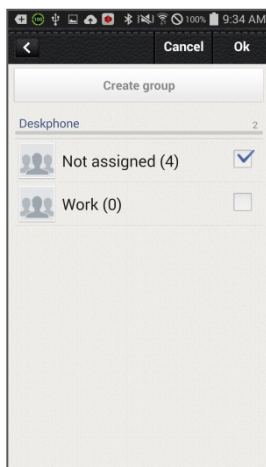 100% 9:34 AM
Cancel Ok
Create group
Deskphone 2
Not assigned (4)
Work (0)